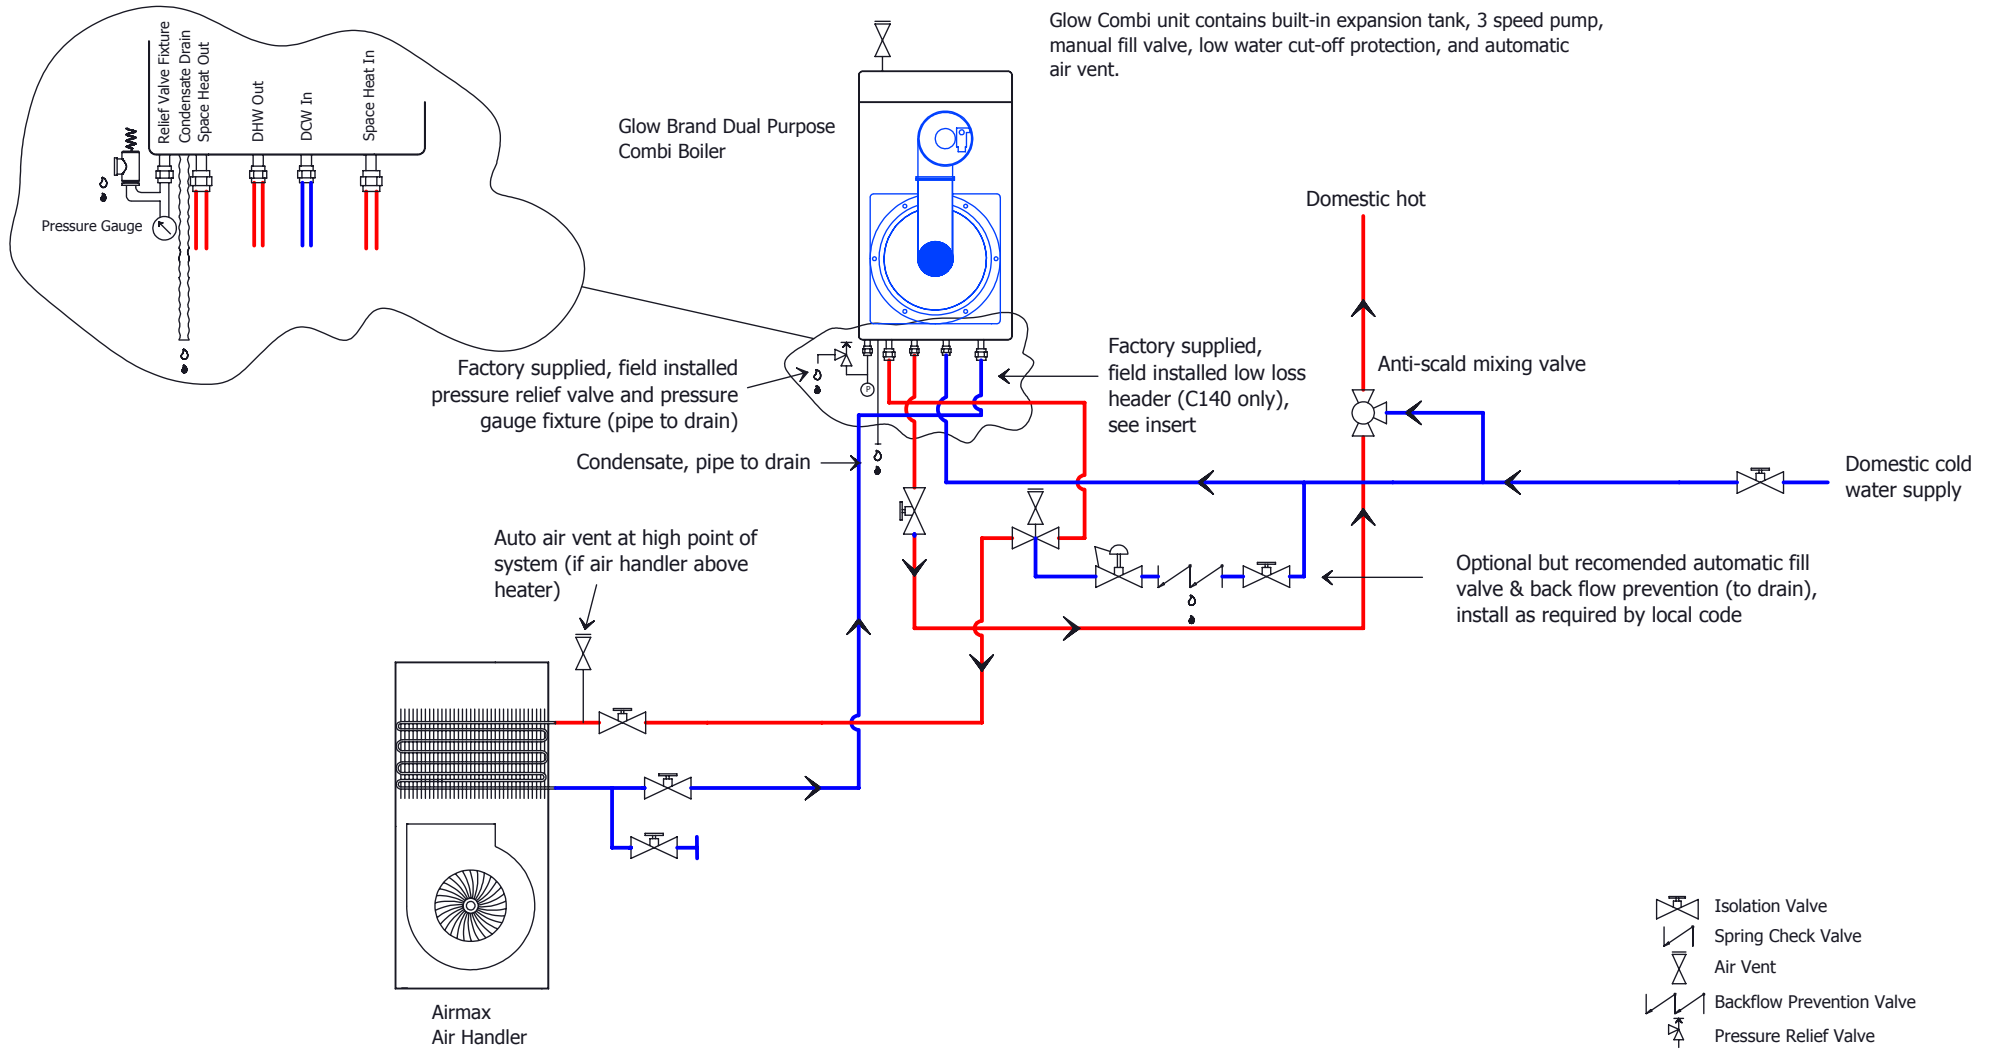 Glow Combi unit contains built-in expansion tank, 3 speed pump,
manual fill valve, low water cut-off protection, and automatic
air vent.
Relief Valve Fixture
Condensate Drain
Space Heat Out
DHW Out
DCW In
Space Heat In
Pressure Gauge
Glow Brand Dual Purpose
Combi Boiler
Domestic hot
Factory supplied, field installed
pressure relief valve and pressure
gauge fixture (pipe to drain)
P
Factory supplied,
field installed low loss
header (C140 only),
see insert
Anti-scald mixing valve
Condensate, pipe to drain
Domestic cold
water supply
Auto air vent at high point of
system (if air handler above
heater)
Optional but recomended automatic fill
valve & back flow prevention (to drain),
install as required by local code
Airmax
Air Handler
Isolation Valve
Spring Check Valve
Air Vent
Backflow Prevention Valve
Pressure Relief Valve